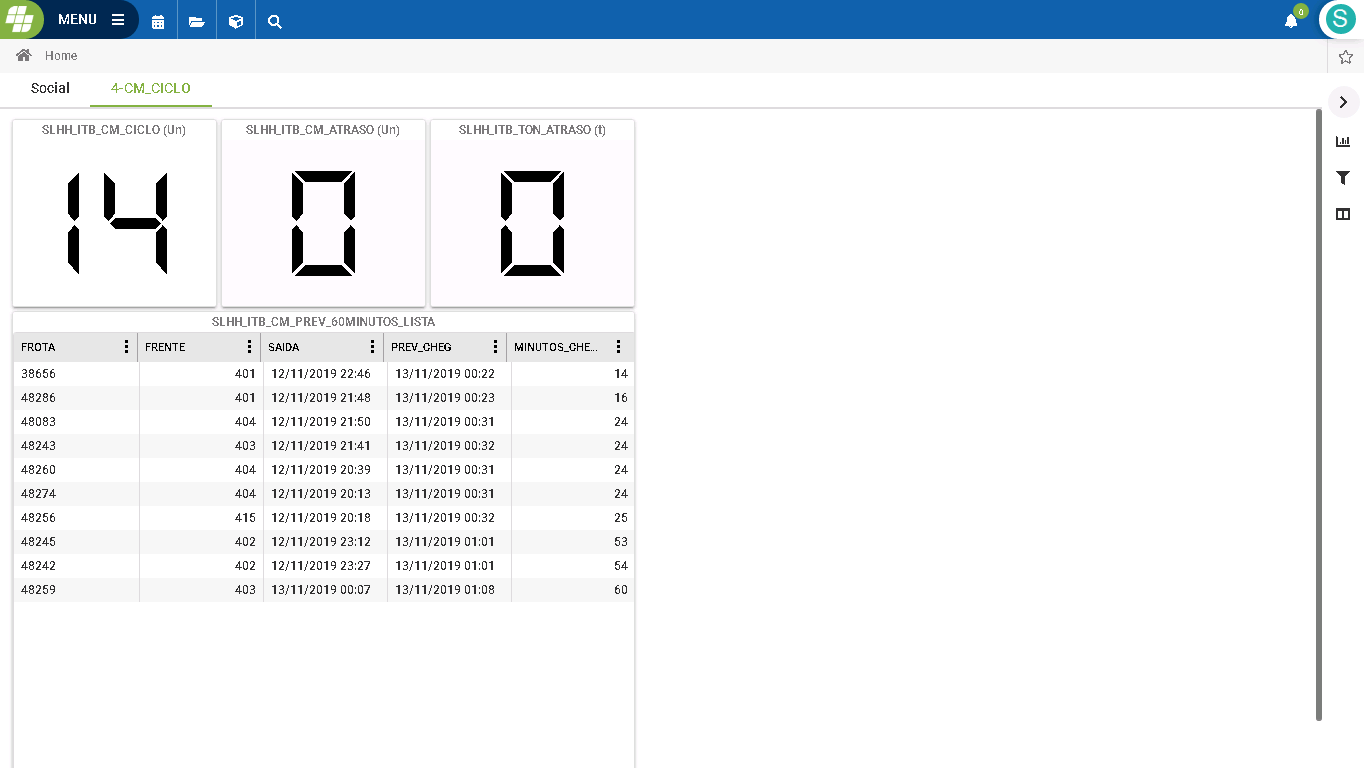 MENU
0
S
Home
Social 4-CM_CICLO
SLHH_ITB_CM_CICLO (Un) SLHH_ITB_CM_ATRASO (Un) SLHH_ITB_TON_ATRASO (t)
14 0 0
SLHH_ITB_CM_PREV_60MINUTOS_LISTA
FROTA FRENTE SAIDA PREV_CHEG MINUTOS_CHE...
38656 401 12/11/2019 22:46 13/11/2019 00:22 14
48286 401 12/11/2019 21:48 13/11/2019 00:23 16
48083 404 12/11/2019 21:50 13/11/2019 00:31 24
48243 403 12/11/2019 21:41 13/11/2019 00:32 24
48260 404 12/11/2019 20:39 13/11/2019 00:31 24
48274 404 12/11/2019 20:13 13/11/2019 00:31 24
48256 415 12/11/2019 20:18 13/11/2019 00:32 25
48245 402 12/11/2019 23:12 13/11/2019 01:01 53
48242 402 12/11/2019 23:27 13/11/2019 01:01 54
48259 403 13/11/2019 00:07 13/11/2019 01:08 60